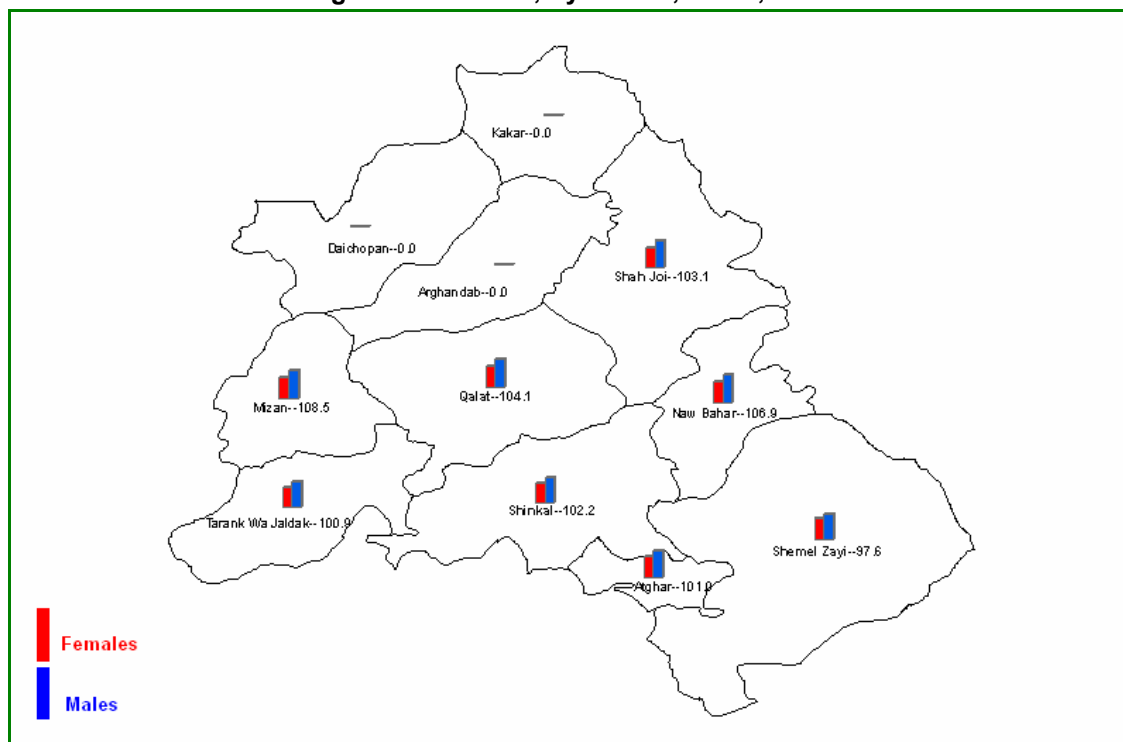 Kakar--0.0
Daichopan--0.0
Arghandab--0.0
Shah Joi--103.1
Mizan--108.5
Qalat--104.1
Naw Bahar--106.9
Tarank Wa Jaldak--100.9
Shinkal--102.2
Shemel Zayi--97.6
Atghar--101.0
Females
Males